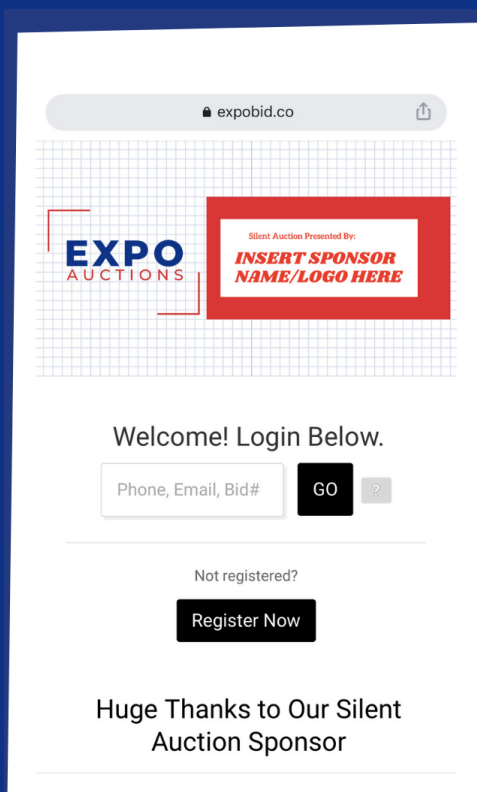 expobid.co
EXPO
AUCTIONS
Silent Auction Presented By:
INSERT SPONSOR
NAME/LOGO HERE
Welcome! Login Below.
Phone, Email, Bid#
GO
?
Not registered?
Register Now
Huge Thanks to Our Silent
Auction Sponsor